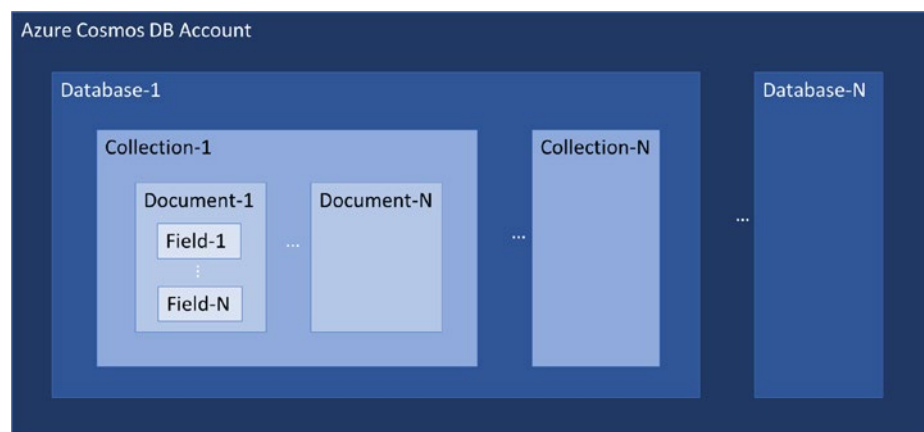 Azure Cosmos DB Account
Database-1
Database-N
Collection-1
Collection-N
Document-1
Document-N
Field-1
...
...
...
⋮
Field-N